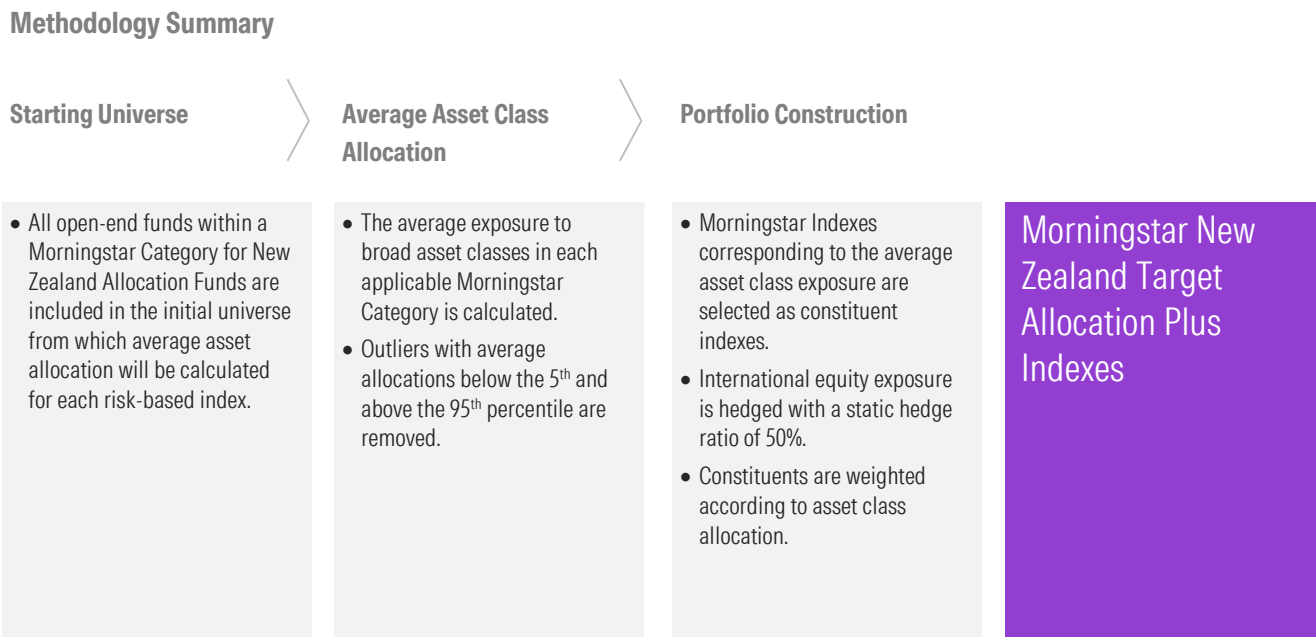 Methodology Summary
Starting Universe
Average Asset Class
Allocation
Portfolio Construction
• All open-end funds within a
Morningstar Category for New
Zealand Allocation Funds are
included in the initial universe
from which average asset
allocation will be calculated
for each risk-based index.
• The average exposure to
broad asset classes in each
applicable Morningstar
Category is calculated.
• Outliers with average
allocations below the 5th and
above the 95th percentile are
removed.
• Morningstar Indexes
corresponding to the average
asset class exposure are
selected as constituent
indexes.
• International equity exposure
is hedged with a static hedge
ratio of 50%.
• Constituents are weighted
according to asset class
allocation.
Morningstar New
Zealand Target
Allocation Plus
Indexes